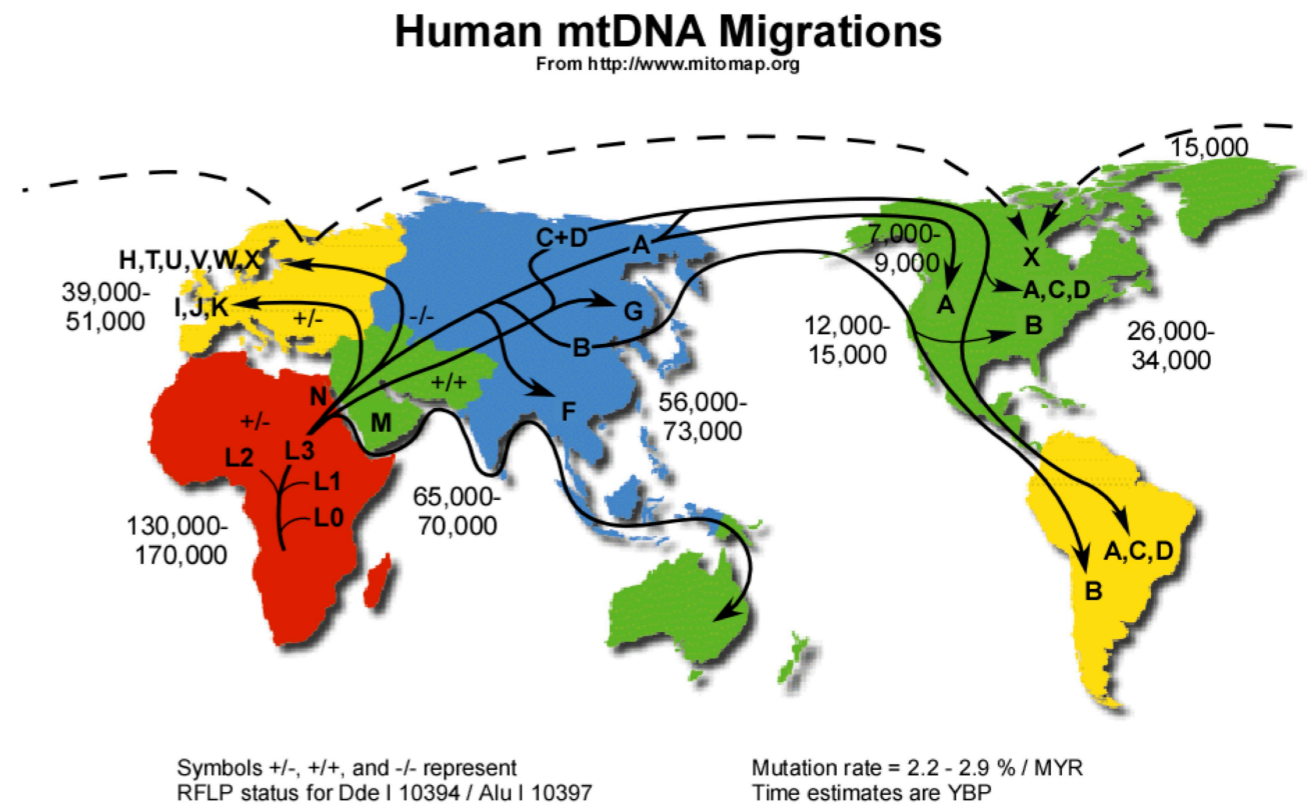 Human mtDNA Migrations
From http://www.mitomap.org
15,000
H,T,U,V,W,X
C+D
A
7,000-
9,000
X
39,000-
51,000
I,J,K
+/-
-/-
G
A
A,C,D
B
12,000-
15,000
B
26,000-
34,000
N
+/+
M
F
56,000-
73,000
+/-
L3
L2
L1
L0
65,000-
70,000
130,000-
170,000
A,C,D
B
Symbols +/-, +/+, and -/- represent
RFLP status for Dde I 10394 / Alu I 10397
Mutation rate = 2.2 - 2.9 % / MYR
Time estimates are YBP